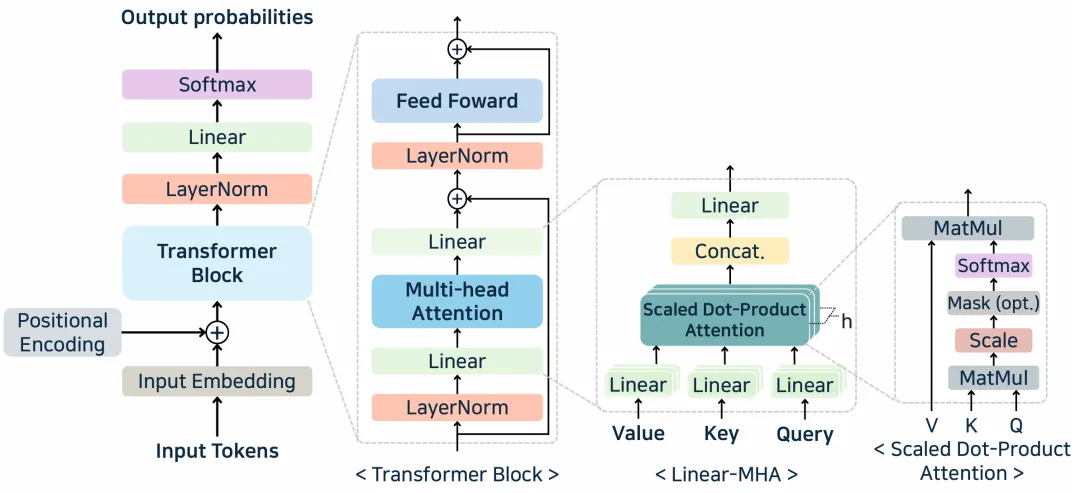 Output probabilities
Softmax
Linear
LayerNorm
Transformer
Block
Positional
Encoding
Input Embedding
Input Tokens
Feed Foward
LayerNorm
Linear
Multi-head
Attention
Linear
LayerNorm
< Transformer Block >
Linear
Concat.
Scaled Dot-Product
Attention
h
Linear
Linear
Linear
Value
Key
Query
< Linear-MHA >
MatMul
Softmax
Mask (opt.)
Scale
MatMul
V
K
Q
< Scaled Dot-Product
Attention >